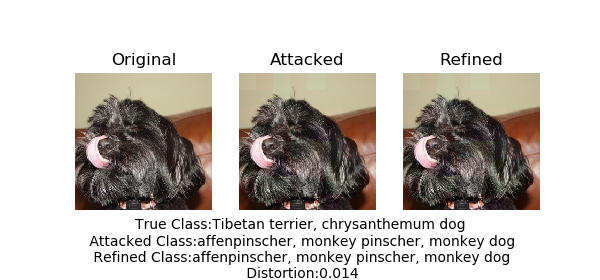 Original Attacked Refined
True Class:Tibetan terrier, chrysanthemum dog
Attacked Class:affenpinscher, monkey pinscher, monkey dog
Refined Class:affenpinscher, monkey pinscher, monkey dog
Distortion:0.014